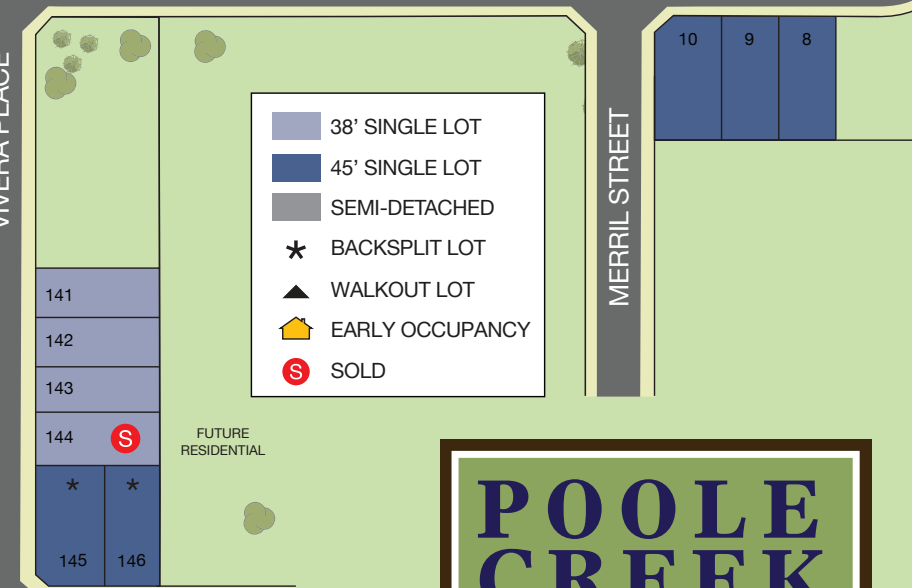 VIVERA PLACE
10
9
8
38' SINGLE LOT
45' SINGLE LOT
SEMI-DETACHED
* BACKSPLIT LOT
WALKOUT LOT
EARLY OCCUPANCY
S SOLD
MERRIL STREET
141
142
143
144 S
FUTURE
RESIDENTIAL
* *
145 146
POOLE
CREEK